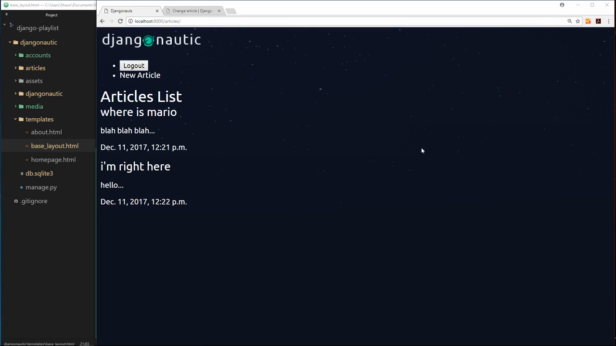 Project
django-playlist
djangonautic
accounts
articles
assets
djangonautic
media
templates
about.html
base_layout.html
homepage.html
db.sqlite3
manage.py
.gitignore
Djangonautic
Change article | Django
localhost:8000/articles/
djangonautic
Logout
New Article
Articles List
where is mario
blah blah blah...
Dec. 11, 2017, 12:21 p.m.
i'm right here
hello...
Dec. 11, 2017, 12:22 p.m.